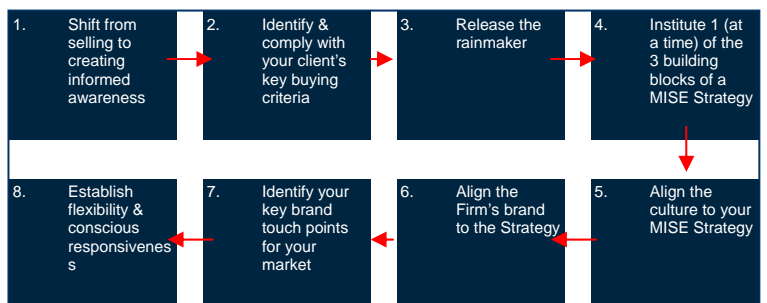 1. Shift from
selling to
creating
informed
awareness
2. Identify &
comply with
your client's
key buying
criteria
3. Release the
rainmaker
4. Institute 1 (at
a time) of the
3 building
blocks of a
MISE Strategy
5. Align the
culture to your
MISE Strategy
6. Align the
Firm's brand
to the Strategy
7. Identify your
key brand
touch points
for your
market
8. Establish
flexibility &
conscious
responsivenes
s